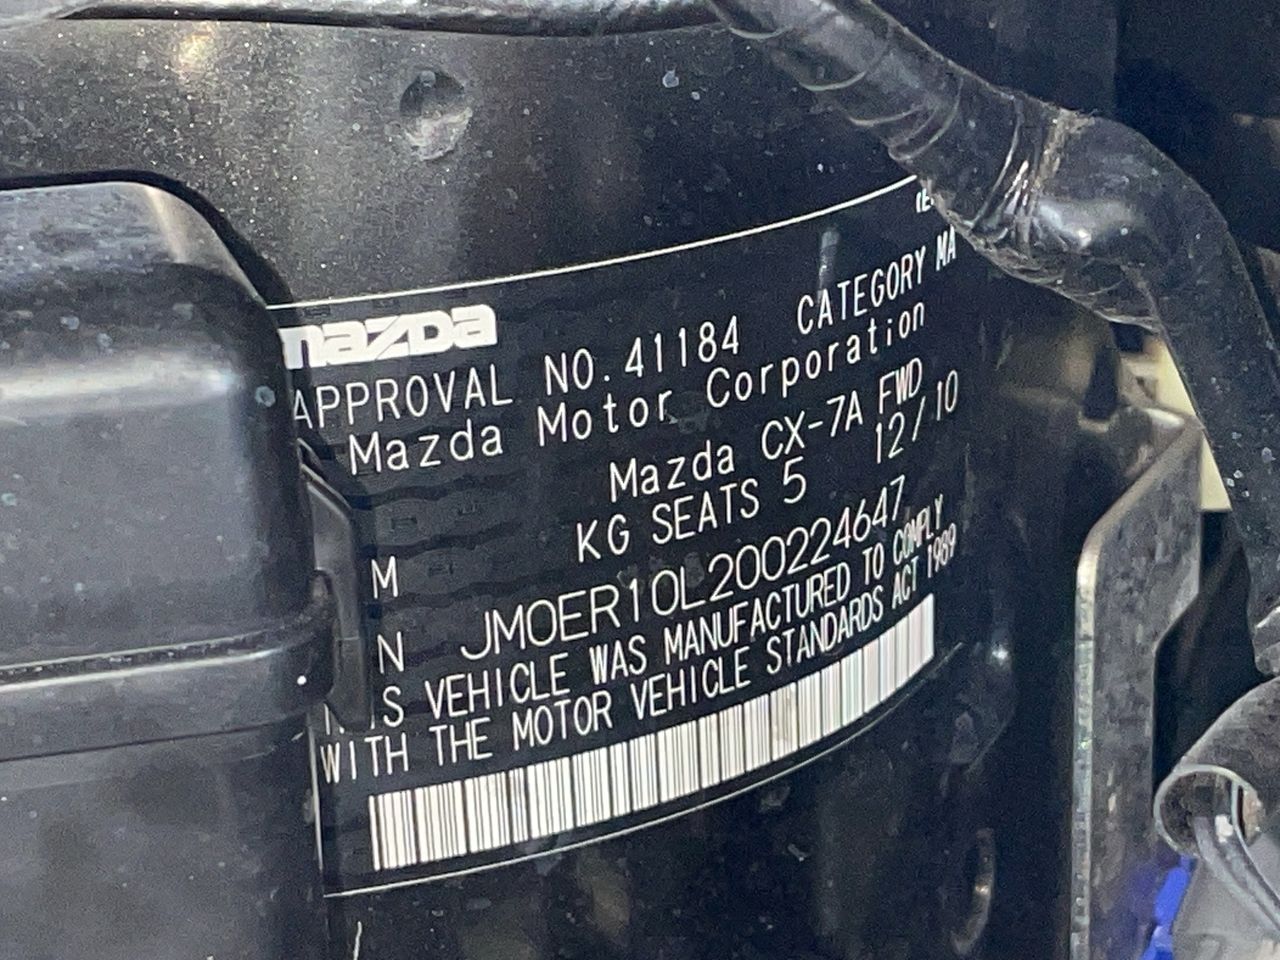 mazda
APPROVAL NO. 41184 CATEGORY MA
Mazda Motor Corporation
Mazda CX-7A FWD
KG SEATS 5 12/10
M
JM0ER10L200224647
N
VEHICLE WAS MANUFACTURED TO COMPLY
WITH THE MOTOR VEHICLE STANDARDS ACT 1989